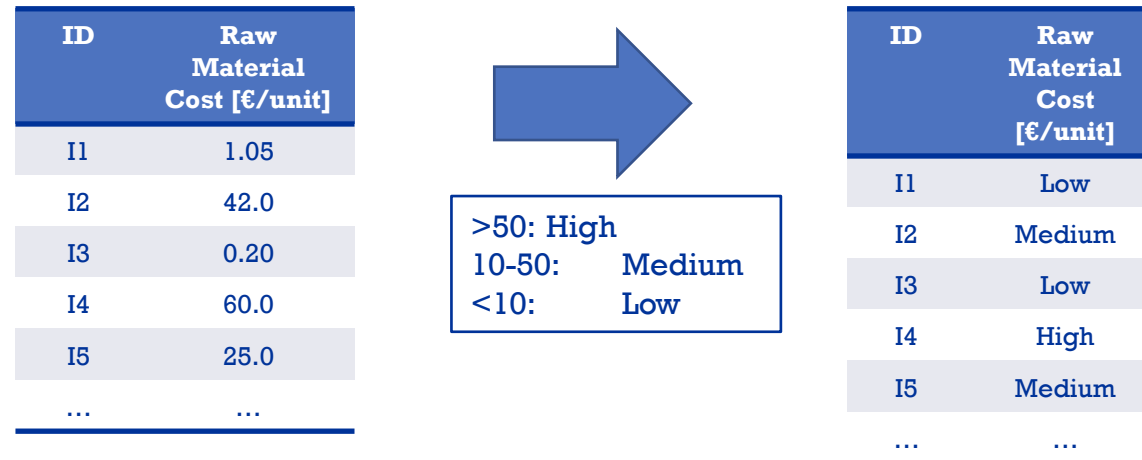 ID Raw
Material
Cost [€/unit]
I1 1.05
I2 42.0
I3 0.20
I4 60.0
I5 25.0
... ...
>50: High
10-50: Medium
<10: Low
ID Raw
Material
Cost
[€/unit]
I1 Low
I2 Medium
I3 Low
I4 High
I5 Medium
... ...